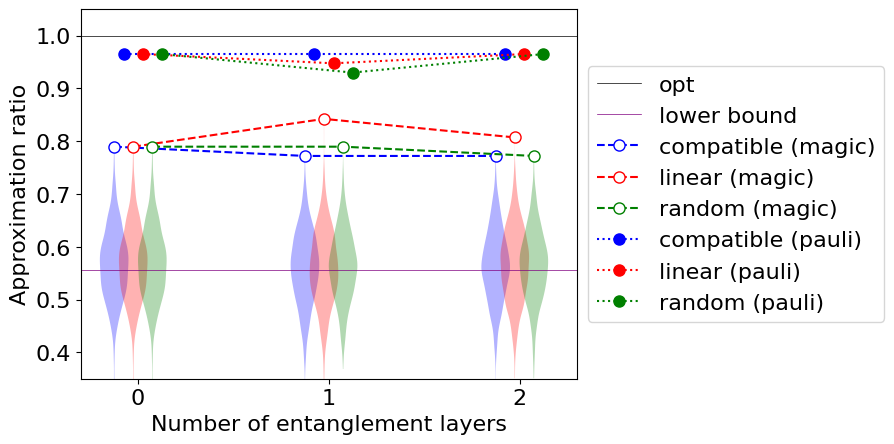 1.0
0.9
0.8
0.7
0.6
0.5
0.4
Approximation ratio
0 1 2
Number of entanglement layers
opt
lower bound
compatible (magic)
linear (magic)
random (magic)
compatible (pauli)
linear (pauli)
random (pauli)